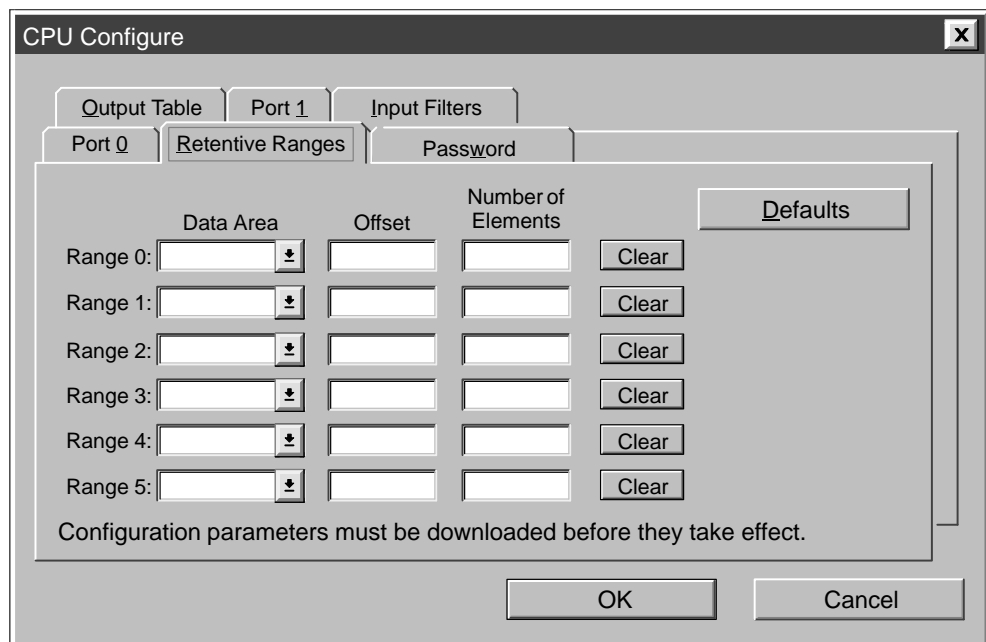 CPU Configure
Output Table Port 1 Input Filters
Port 0 Retentive Ranges Password
Data Area Offset Number of Elements
Defaults
Range 0: Clear
Range 1: Clear
Range 2: Clear
Range 3: Clear
Range 4: Clear
Range 5: Clear
Configuration parameters must be downloaded before they take effect.
OK Cancel